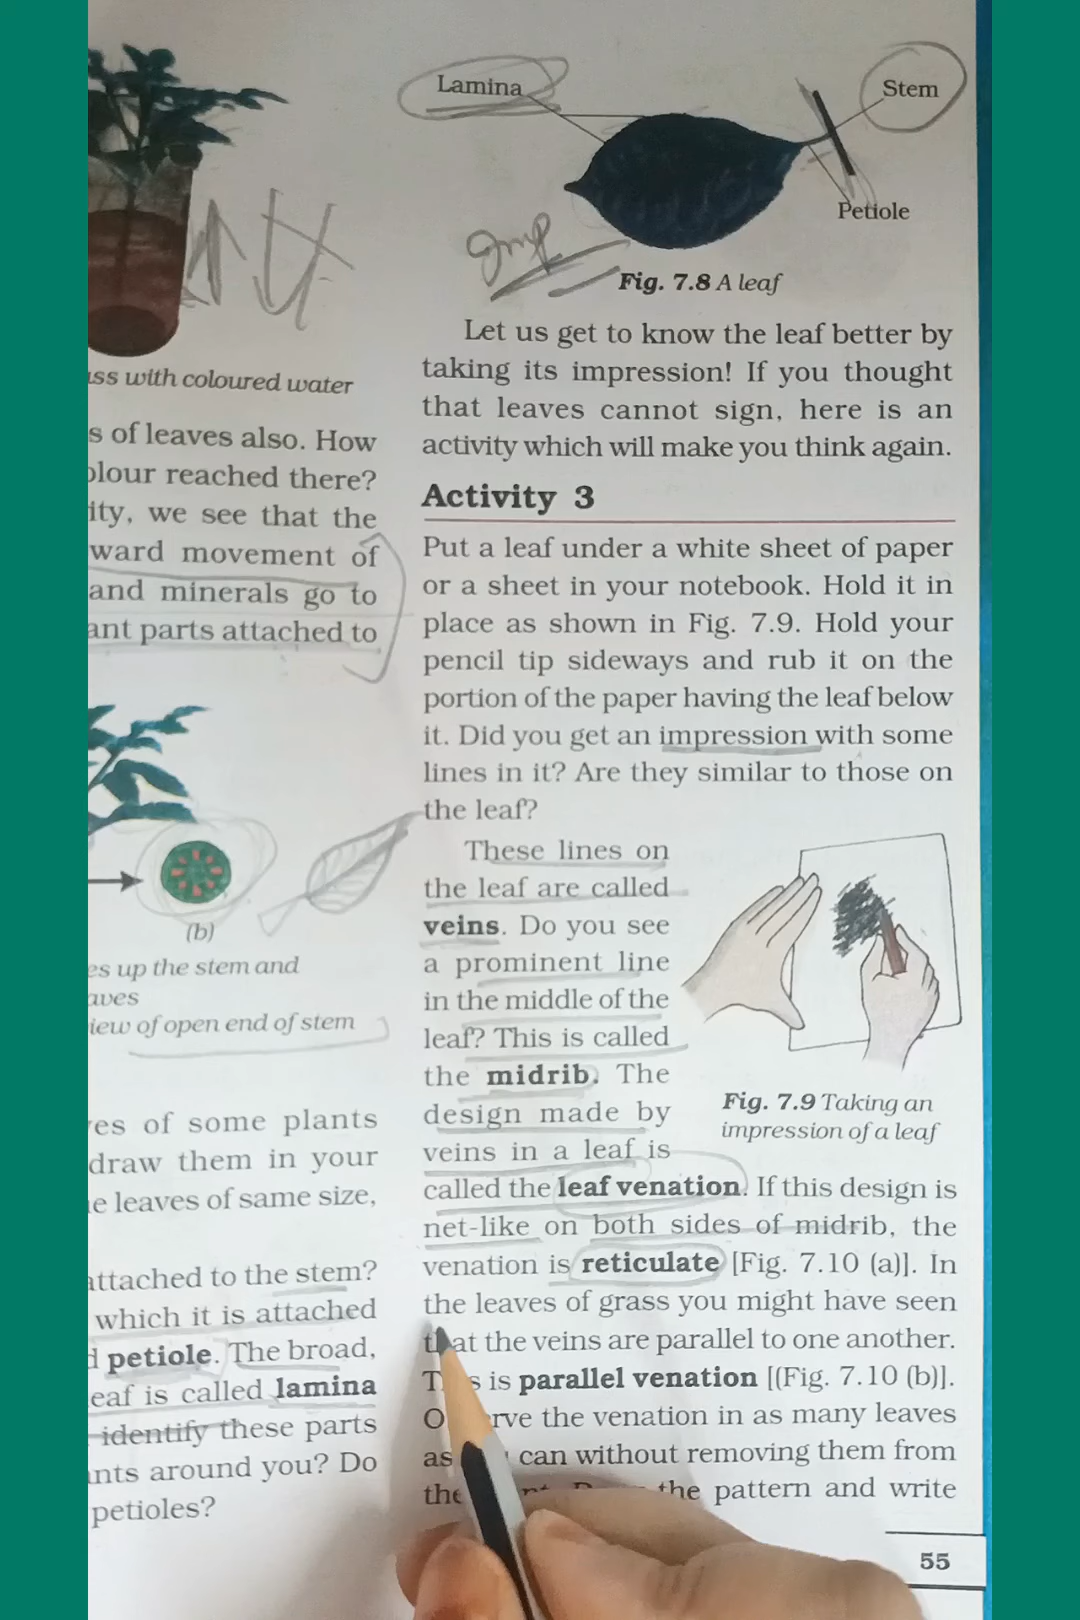 Lamina
Stem
Petiole
Imp
Fig. 7.8 A leaf
ss with coloured water
s of leaves also. How
olour reached there?
ity, we see that the
ward movement of
and minerals go to
ant parts attached to
(b)
es up the stem and
aves
iew of open end of stem
es of some plants
draw them in your
e leaves of same size,
attached to the stem?
which it is attached
d petiole. The broad,
eaf is called lamina
identify these parts
nts around you? Do
petioles?
Let us get to know the leaf better by
taking its impression! If you thought
that leaves cannot sign, here is an
activity which will make you think again.
Activity 3
Put a leaf under a white sheet of paper
or a sheet in your notebook. Hold it in
place as shown in Fig. 7.9. Hold your
pencil tip sideways and rub it on the
portion of the paper having the leaf below
it. Did you get an impression with some
lines in it? Are they similar to those on
the leaf?
These lines on
the leaf are called
veins. Do you see
a prominent line
in the middle of the
leaf? This is called
the midrib. The
design made by
veins in a leaf is
called the leaf venation. If this design is
net-like on both sides of midrib, the
venation is reticulate [Fig. 7.10 (a)]. In
the leaves of grass you might have seen
that the veins are parallel to one another.
is parallel venation [(Fig. 7.10 (b)].
the venation in as many leaves
as can without removing them from
the the pattern and write
Fig. 7.9 Taking an
impression of a leaf
55